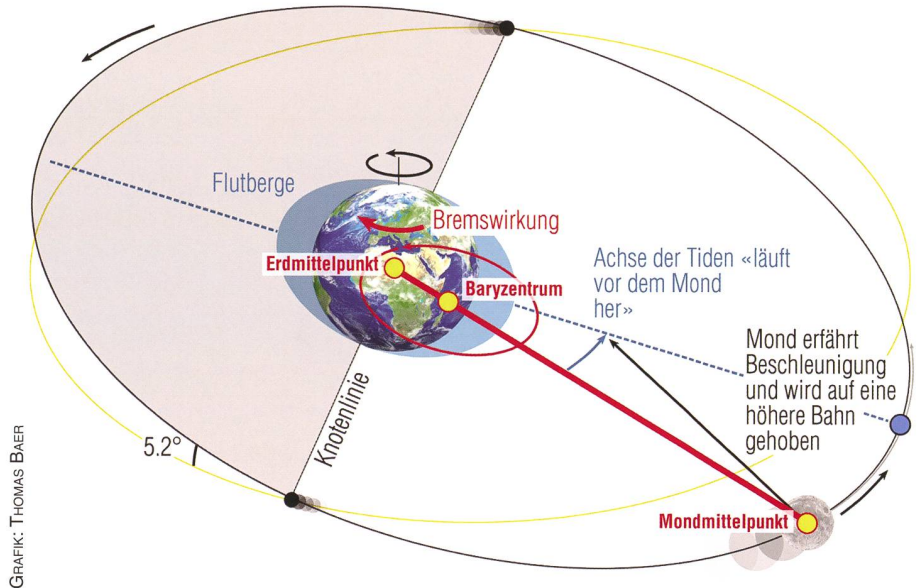 Flutberge
Bremswirkung
Erdmittelpunkt
Baryzentrum
Achse der Tiden «läuft
vor dem Mond
her»
Mond erfährt
Beschleunigung
und wird auf eine
höhere Bahn
gehoben
Knotenlinie
5.2°
Mondmittelpunkt
GRAFIK: THOMAS BAER